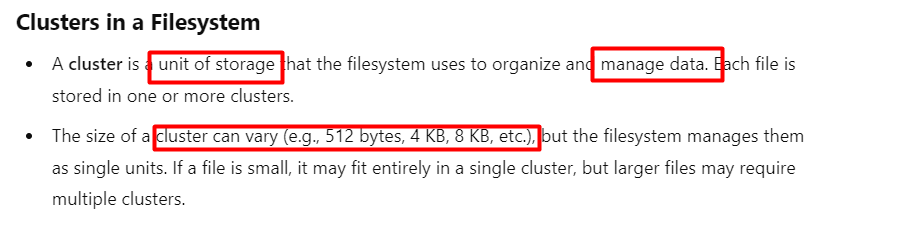 Clusters in a Filesystem
• A cluster is a unit of storage that the filesystem uses to organize and manage data. Each file is
stored in one or more clusters.
• The size of a cluster can vary (e.g., 512 bytes, 4 KB, 8 KB, etc.), but the filesystem manages them
as single units. If a file is small, it may fit entirely in a single cluster, but larger files may require
multiple clusters.